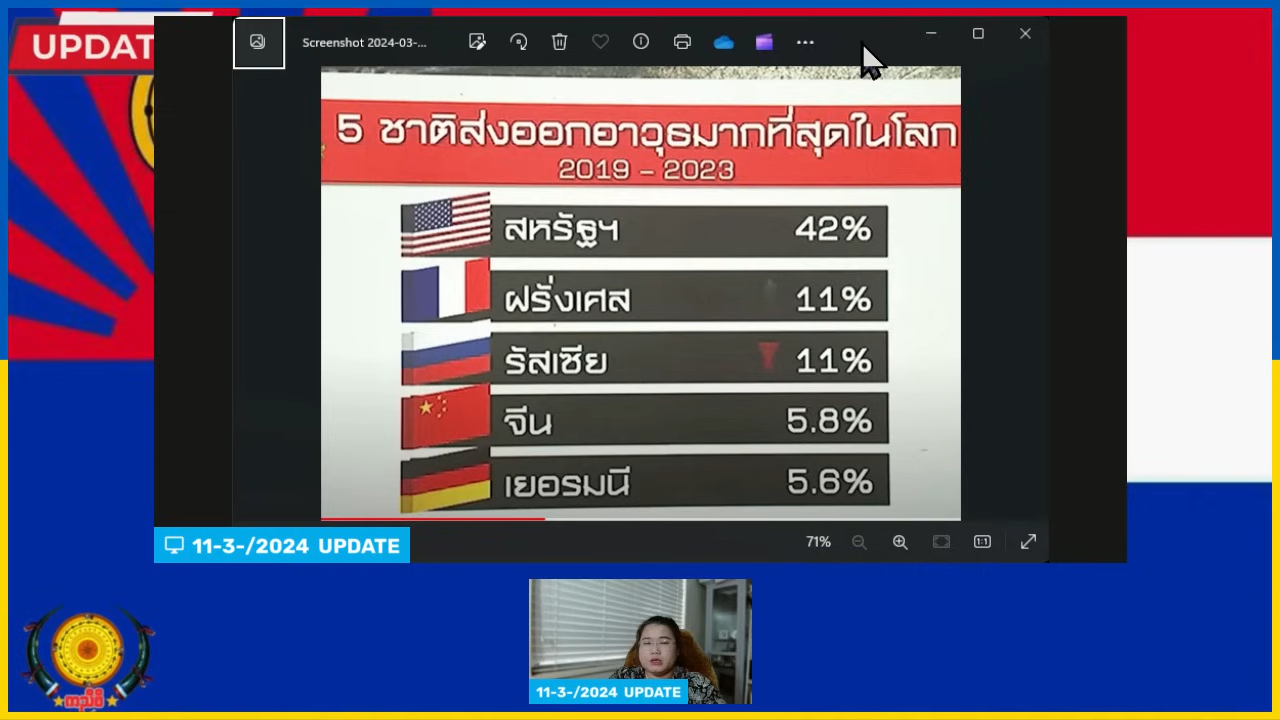 UPDAT
Screenshot 2024-03-...
5 ชาติส่งออกอาวุธมากที่สุดในโลก
2019 – 2023
สหรัฐฯ 42%
ฝรั่งเศส 11%
รัสเซีย 11%
จีน 5.8%
เยอรมนี 5.6%
11-3-/2024 UPDATE
71%
1:1
11-3-/2024 UPDATE